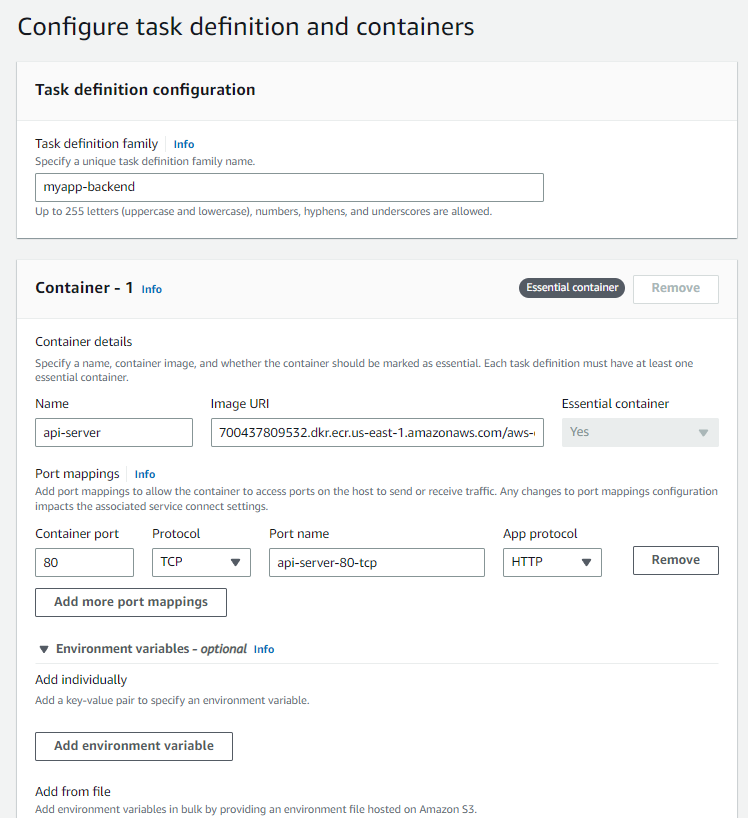 Configure task definition and containers
Task definition configuration
Task definition family Info
Specify a unique task definition family name.
myapp-backend
Up to 255 letters (uppercase and lowercase), numbers, hyphens, and underscores are allowed.
Container - 1 Info Essential container Remove
Container details
Specify a name, container image, and whether the container should be marked as essential. Each task definition must have at least one
essential container.
Name Image URI Essential container
api-server 700437809532.dkr.ecr.us-east-1.amazonaws.com/aws- Yes
Port mappings Info
Add port mappings to allow the container to access ports on the host to send or receive traffic. Any changes to port mappings configuration
impacts the associated service connect settings.
Container port Protocol Port name App protocol
80 TCP api-server-80-tcp HTTP Remove
Add more port mappings
Environment variables - optional Info
Add individually
Add a key-value pair to specify an environment variable.
Add environment variable
Add from file
Add environment variables in bulk by providing an environment file hosted on Amazon S3.